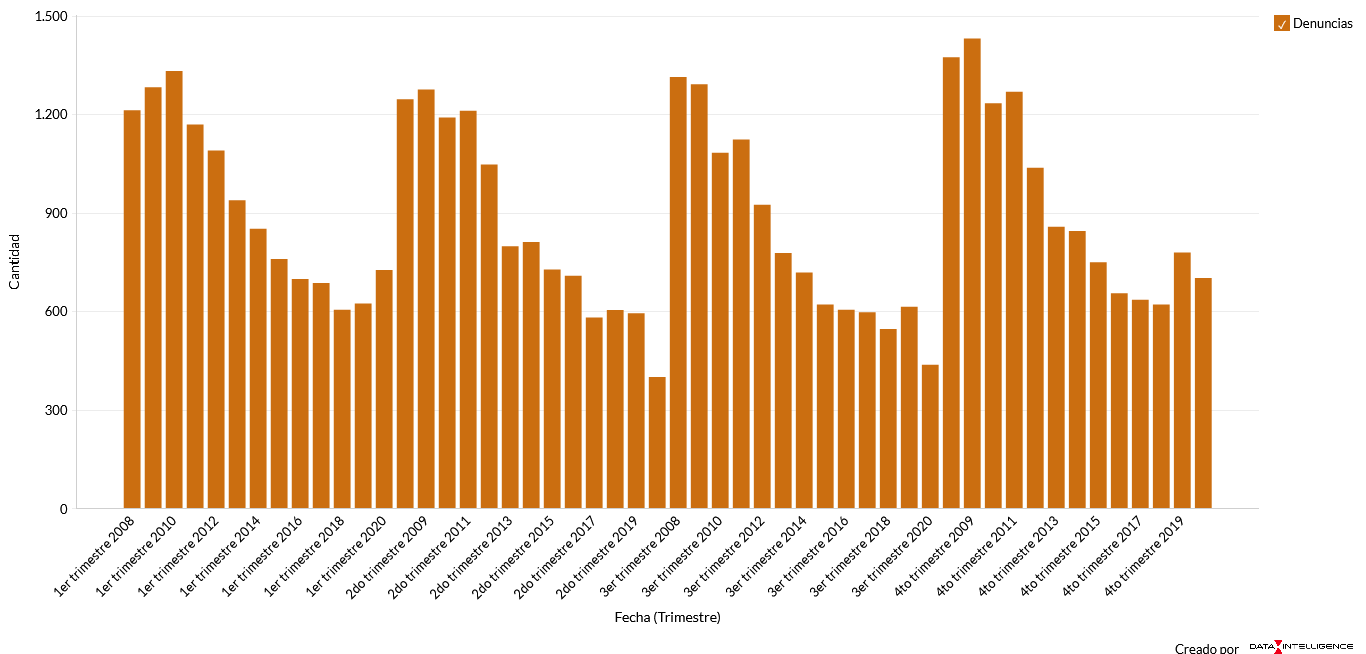 1.500
1.200
900
600
300
0
Cantidad
✓ Denuncias
1er trimestre 2008
1er trimestre 2010
1er trimestre 2012
1er trimestre 2014
1er trimestre 2016
1er trimestre 2018
1er trimestre 2020
2do trimestre 2009
2do trimestre 2011
2do trimestre 2013
2do trimestre 2015
2do trimestre 2017
2do trimestre 2019
3er trimestre 2008
3er trimestre 2010
3er trimestre 2012
3er trimestre 2014
3er trimestre 2016
3er trimestre 2018
3er trimestre 2020
4to trimestre 2009
4to trimestre 2011
4to trimestre 2013
4to trimestre 2015
4to trimestre 2017
4to trimestre 2019
Fecha (Trimestre)
Creado por DATA INTELLIGENCE